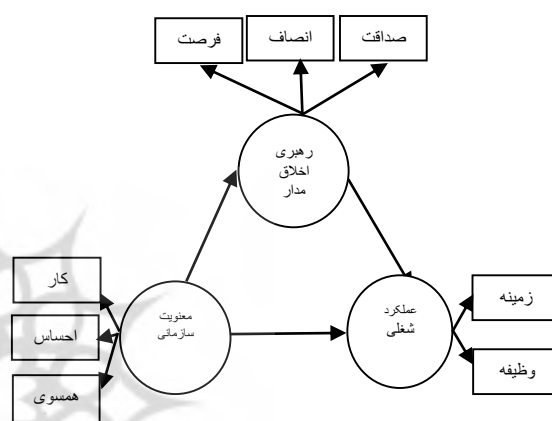 صداقت
انصاف
فرصت
رهبری
اخلاق
مدار
کار
احساس
همسوی
معنویت
سازمانی
عملکرد
شغلی
زمینه
وظیفه